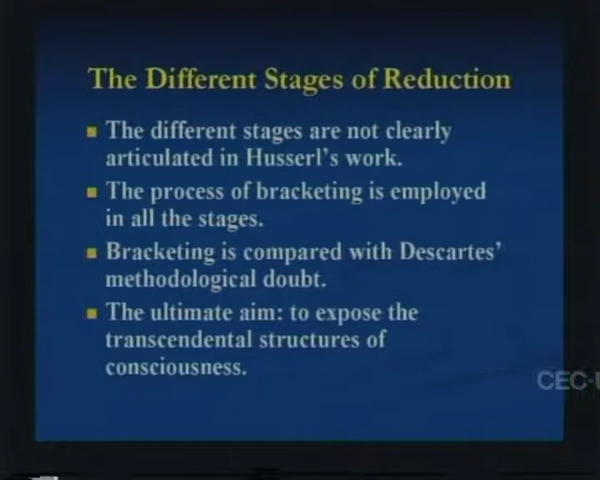 The Different Stages of Reduction
The different stages are not clearly
articulated in Husserl's work.
The process of bracketing is employed
in all the stages.
Bracketing is compared with Descartes'
methodological doubt.
The ultimate aim: to expose the
transcendental structures of
consciousness.
CEC-U